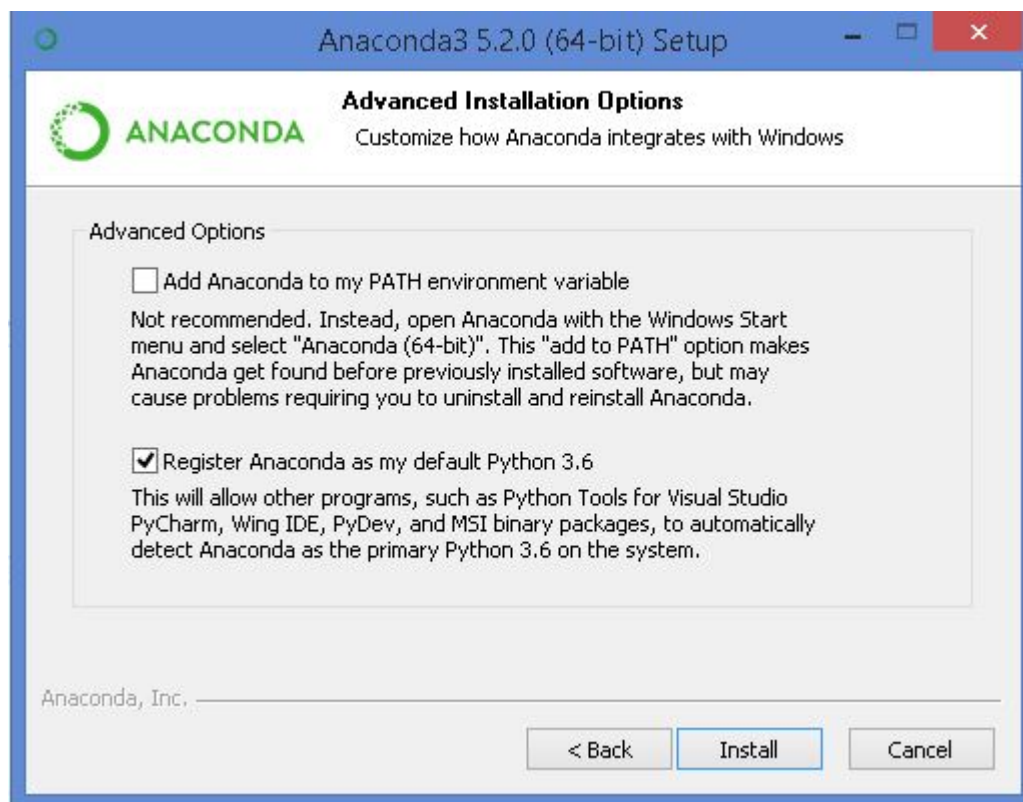 Anaconda3 5.2.0 (64-bit) Setup
ANACONDA
Advanced Installation Options
Customize how Anaconda integrates with Windows
Advanced Options
Add Anaconda to my PATH environment variable
Not recommended. Instead, open Anaconda with the Windows Start
menu and select "Anaconda (64-bit)". This "add to PATH" option makes
Anaconda get found before previously installed software, but may
cause problems requiring you to uninstall and reinstall Anaconda.
Register Anaconda as my default Python 3.6
This will allow other programs, such as Python Tools for Visual Studio
PyCharm, Wing IDE, PyDev, and MSI binary packages, to automatically
detect Anaconda as the primary Python 3.6 on the system.
Anaconda, Inc.
< Back Install Cancel